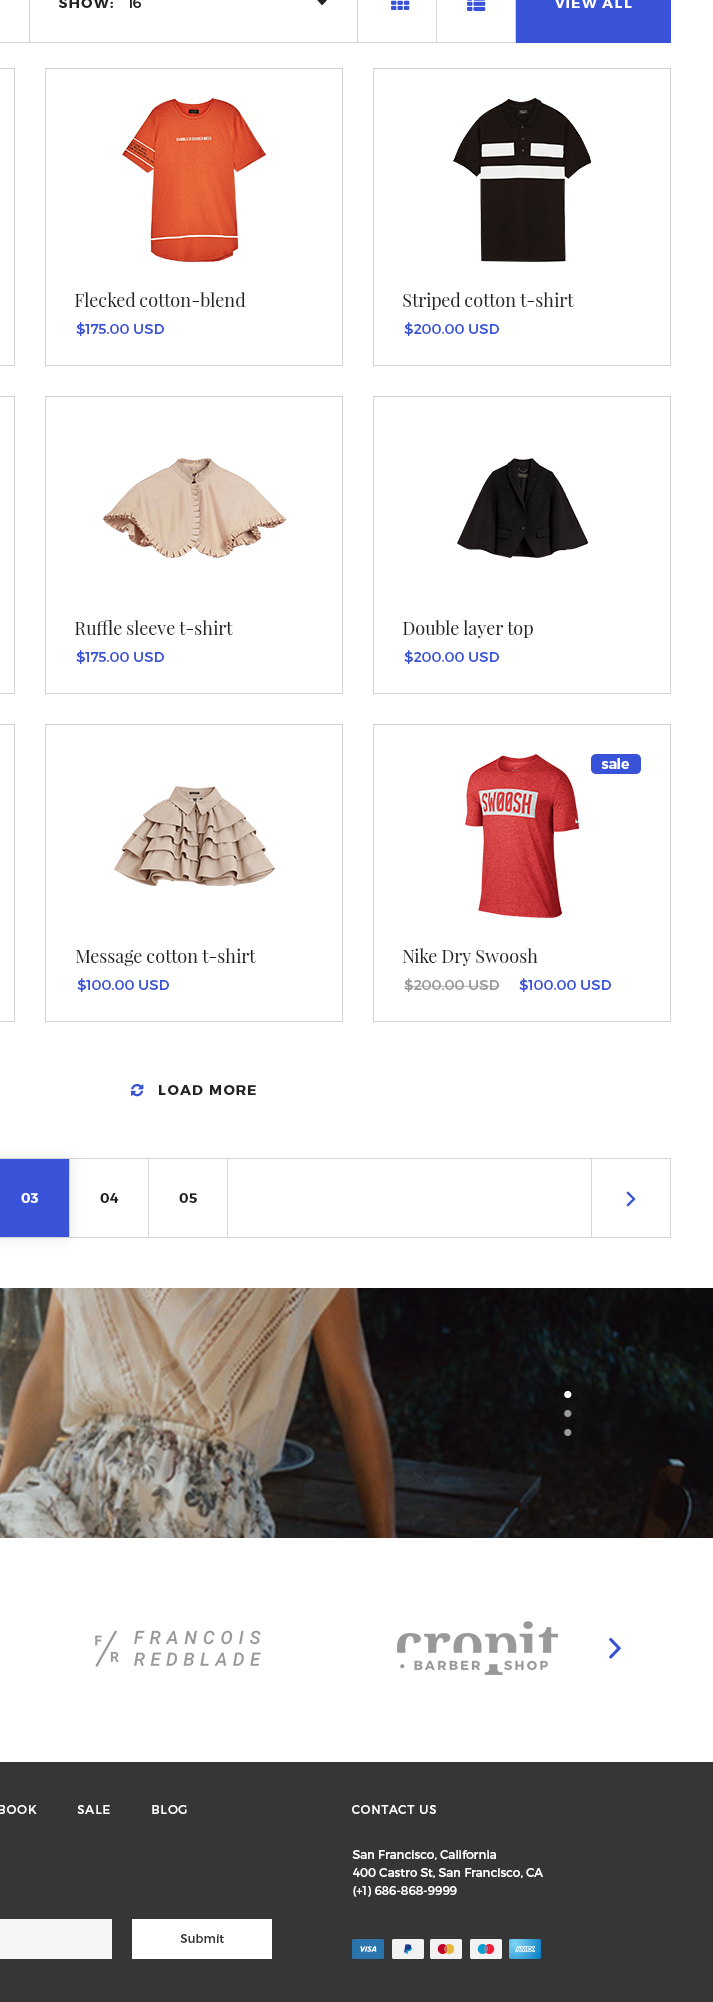 SHOW: 16
VIEW ALL
Flecked cotton-blend
$175.00 USD
Striped cotton t-shirt
$200.00 USD
Ruffle sleeve t-shirt
$175.00 USD
Double layer top
$200.00 USD
sale
SWOOSH
Message cotton t-shirt
$100.00 USD
Nike Dry Swoosh
$200.00 USD $100.00 USD
LOAD MORE
03 04 05
F/R FRANCOIS
REDBLADE
cropit
• BARBER SHOP
BOOK SALE BLOG
CONTACT US
San Francisco, California
400 Castro St, San Francisco, CA
(+1) 686-868-9999
Submit
VISA
AMEX